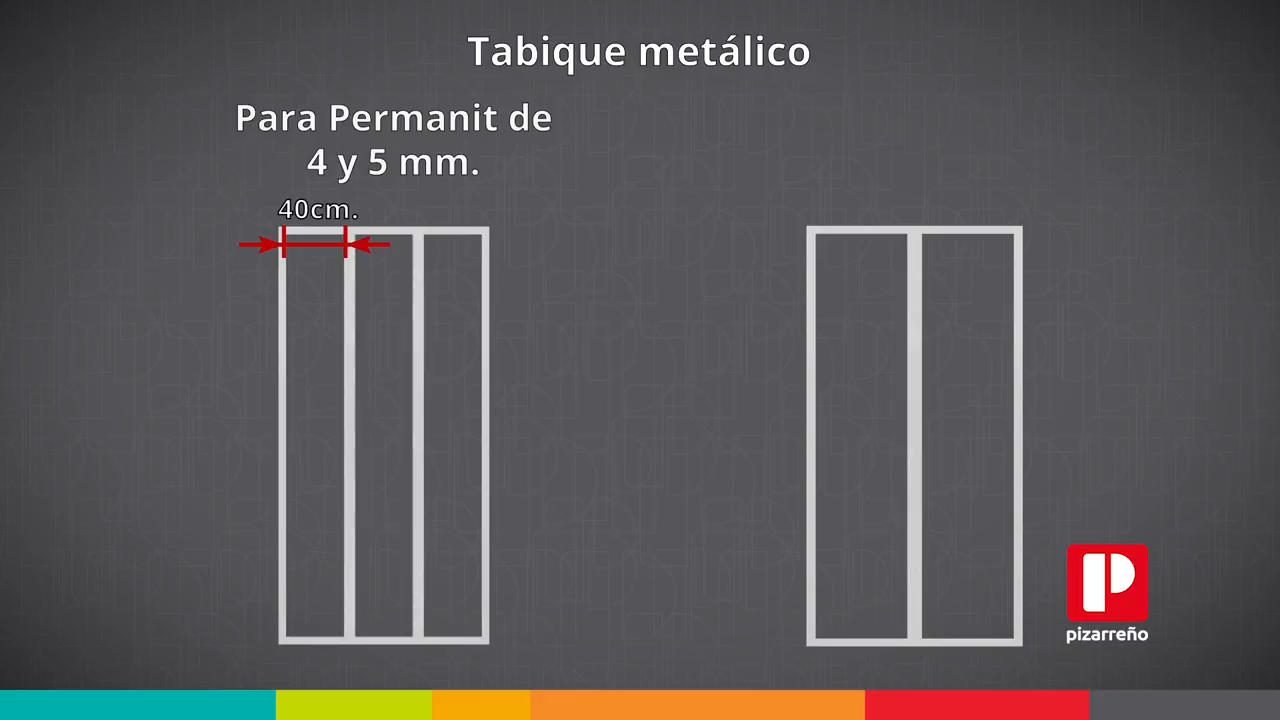 Tabique metálico
Para Permanit de
4 y 5 mm.
40cm.
pizarreño